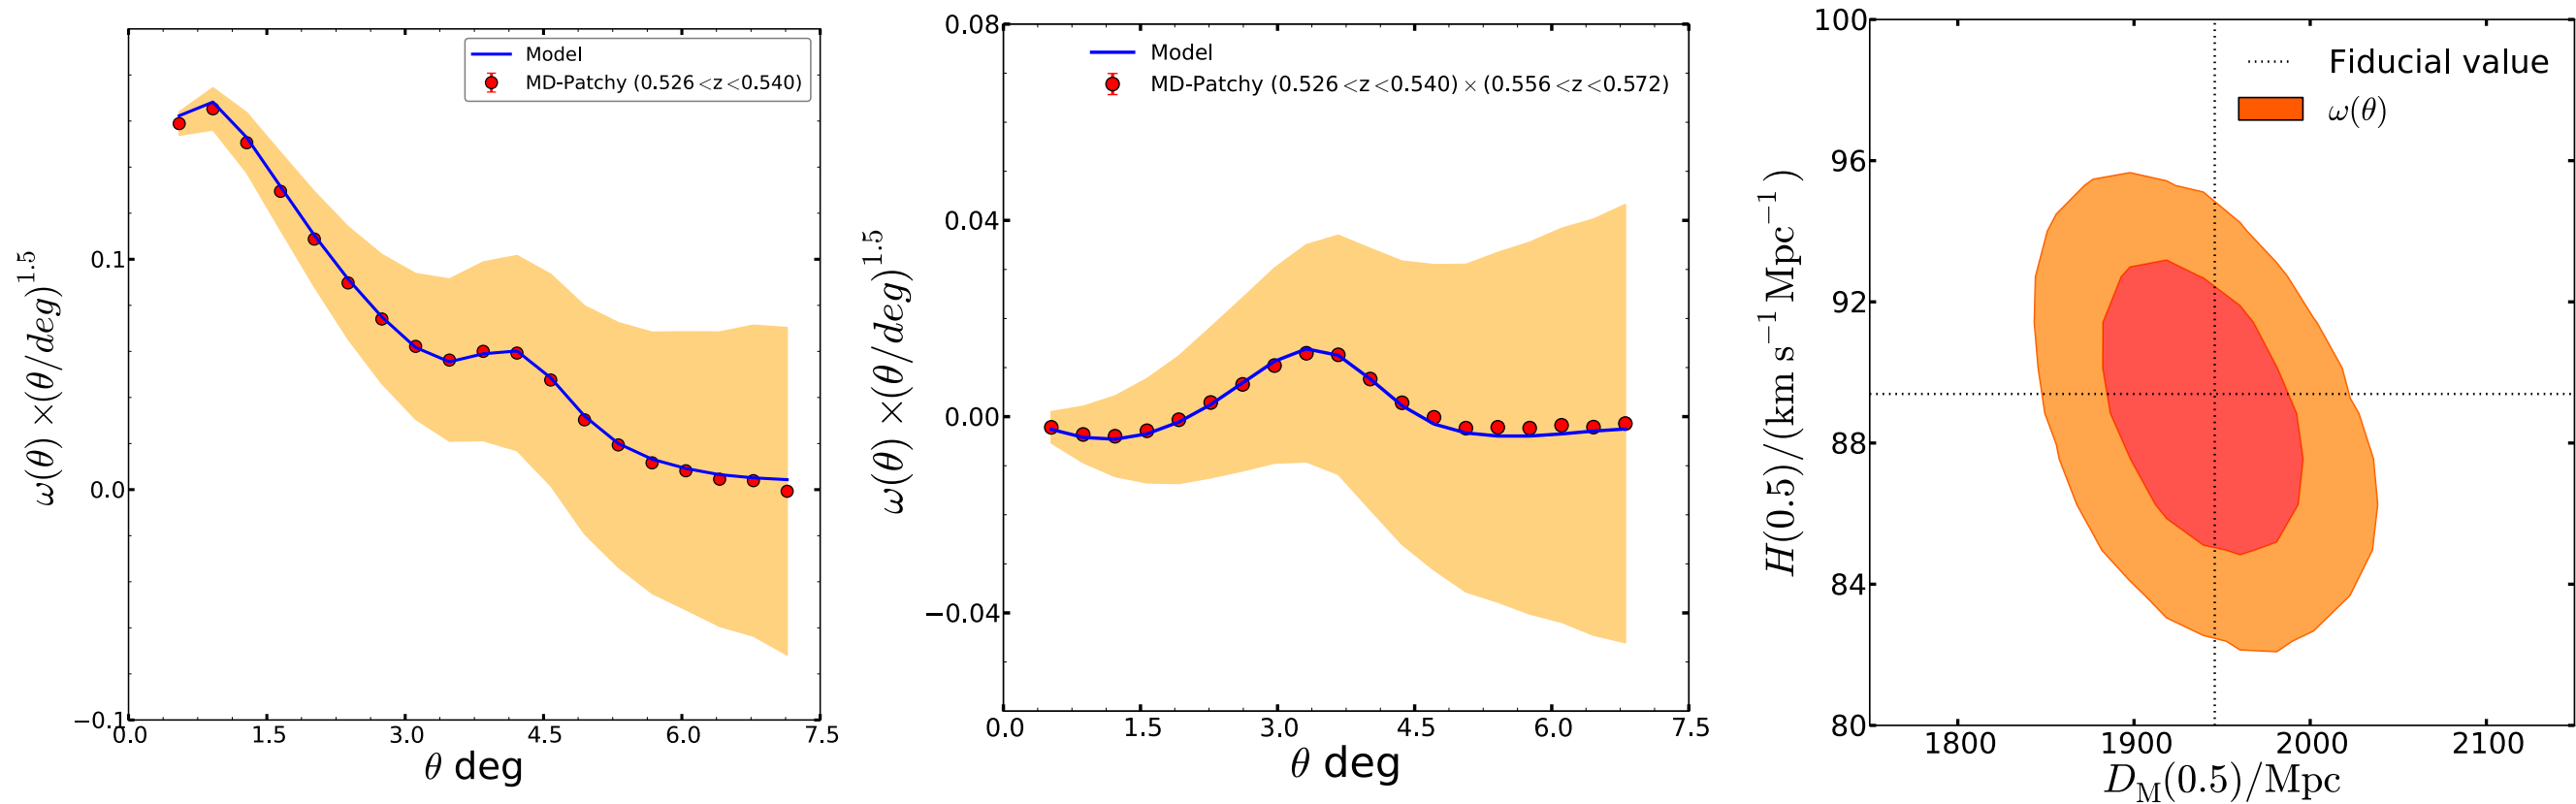 Model
MD-Patchy (0.526<z<0.540)
0.1
0.0
−0.1
0.0 1.5 3.0 4.5 6.0 7.5
θ deg
ω(θ) ×(θ/deg)^1.5
Model
MD-Patchy (0.526<z<0.540)×(0.556<z<0.572)
0.08
0.04
0.00
−0.04
0.0 1.5 3.0 4.5 6.0 7.5
θ deg
ω(θ) ×(θ/deg)^1.5
Fiducial value
ω(θ)
100
96
92
88
84
80
1800 1900 2000 2100
D_M(0.5)/Mpc
H(0.5)/(km s^−1 Mpc^−1)